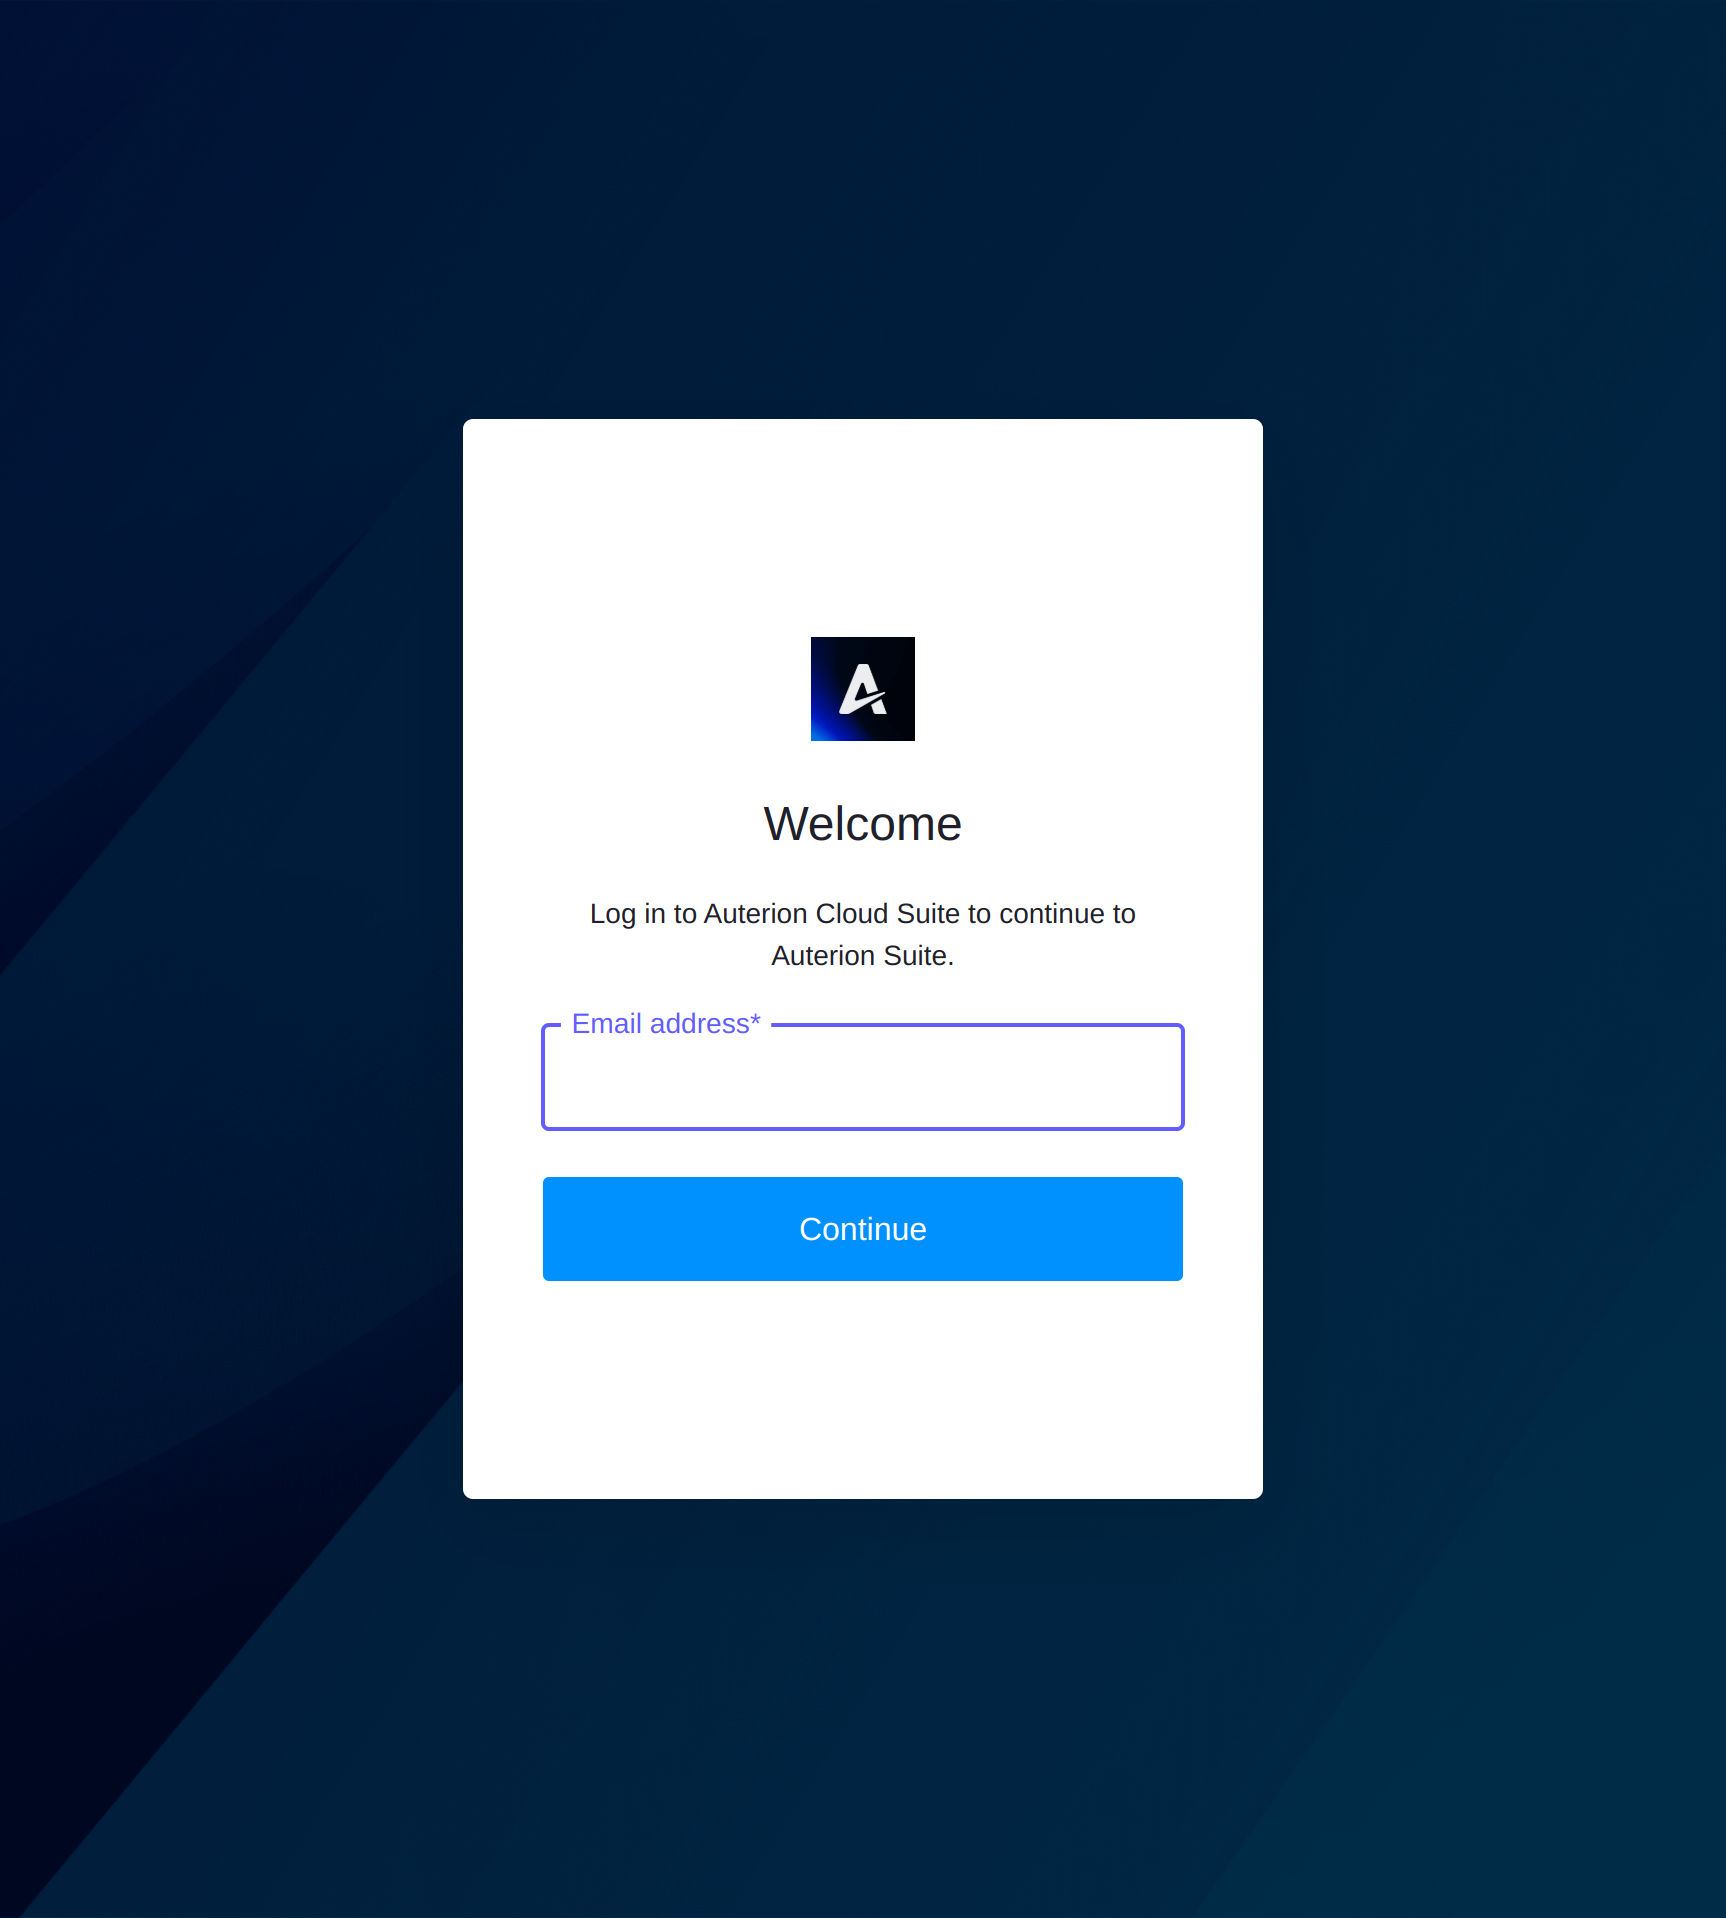 Welcome
Log in to Auterion Cloud Suite to continue to
Auterion Suite.
Email address*
Continue